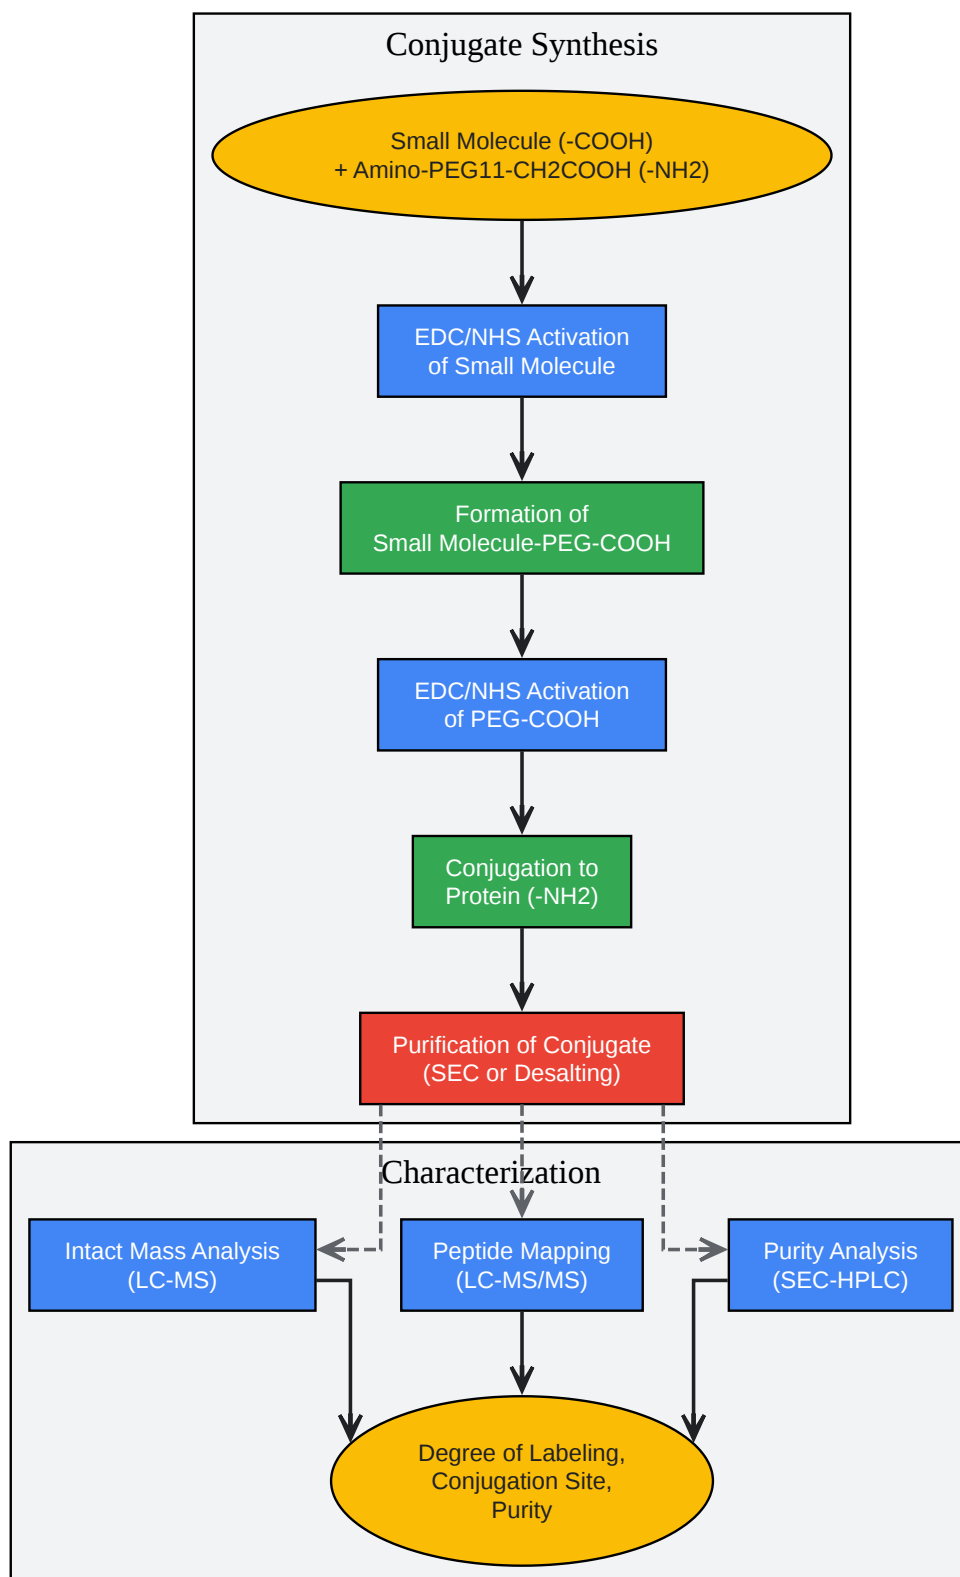 Conjugate Synthesis
Small Molecule (-COOH)
+ Amino-PEG11-CH2COOH (-NH2)
EDC/NHS Activation
of Small Molecule
Formation of
Small Molecule-PEG-COOH
EDC/NHS Activation
of PEG-COOH
Conjugation to
Protein (-NH2)
Purification of Conjugate
(SEC or Desalting)
Characterization
Intact Mass Analysis
(LC-MS)
Peptide Mapping
(LC-MS/MS)
Purity Analysis
(SEC-HPLC)
Degree of Labeling,
Conjugation Site,
Purity